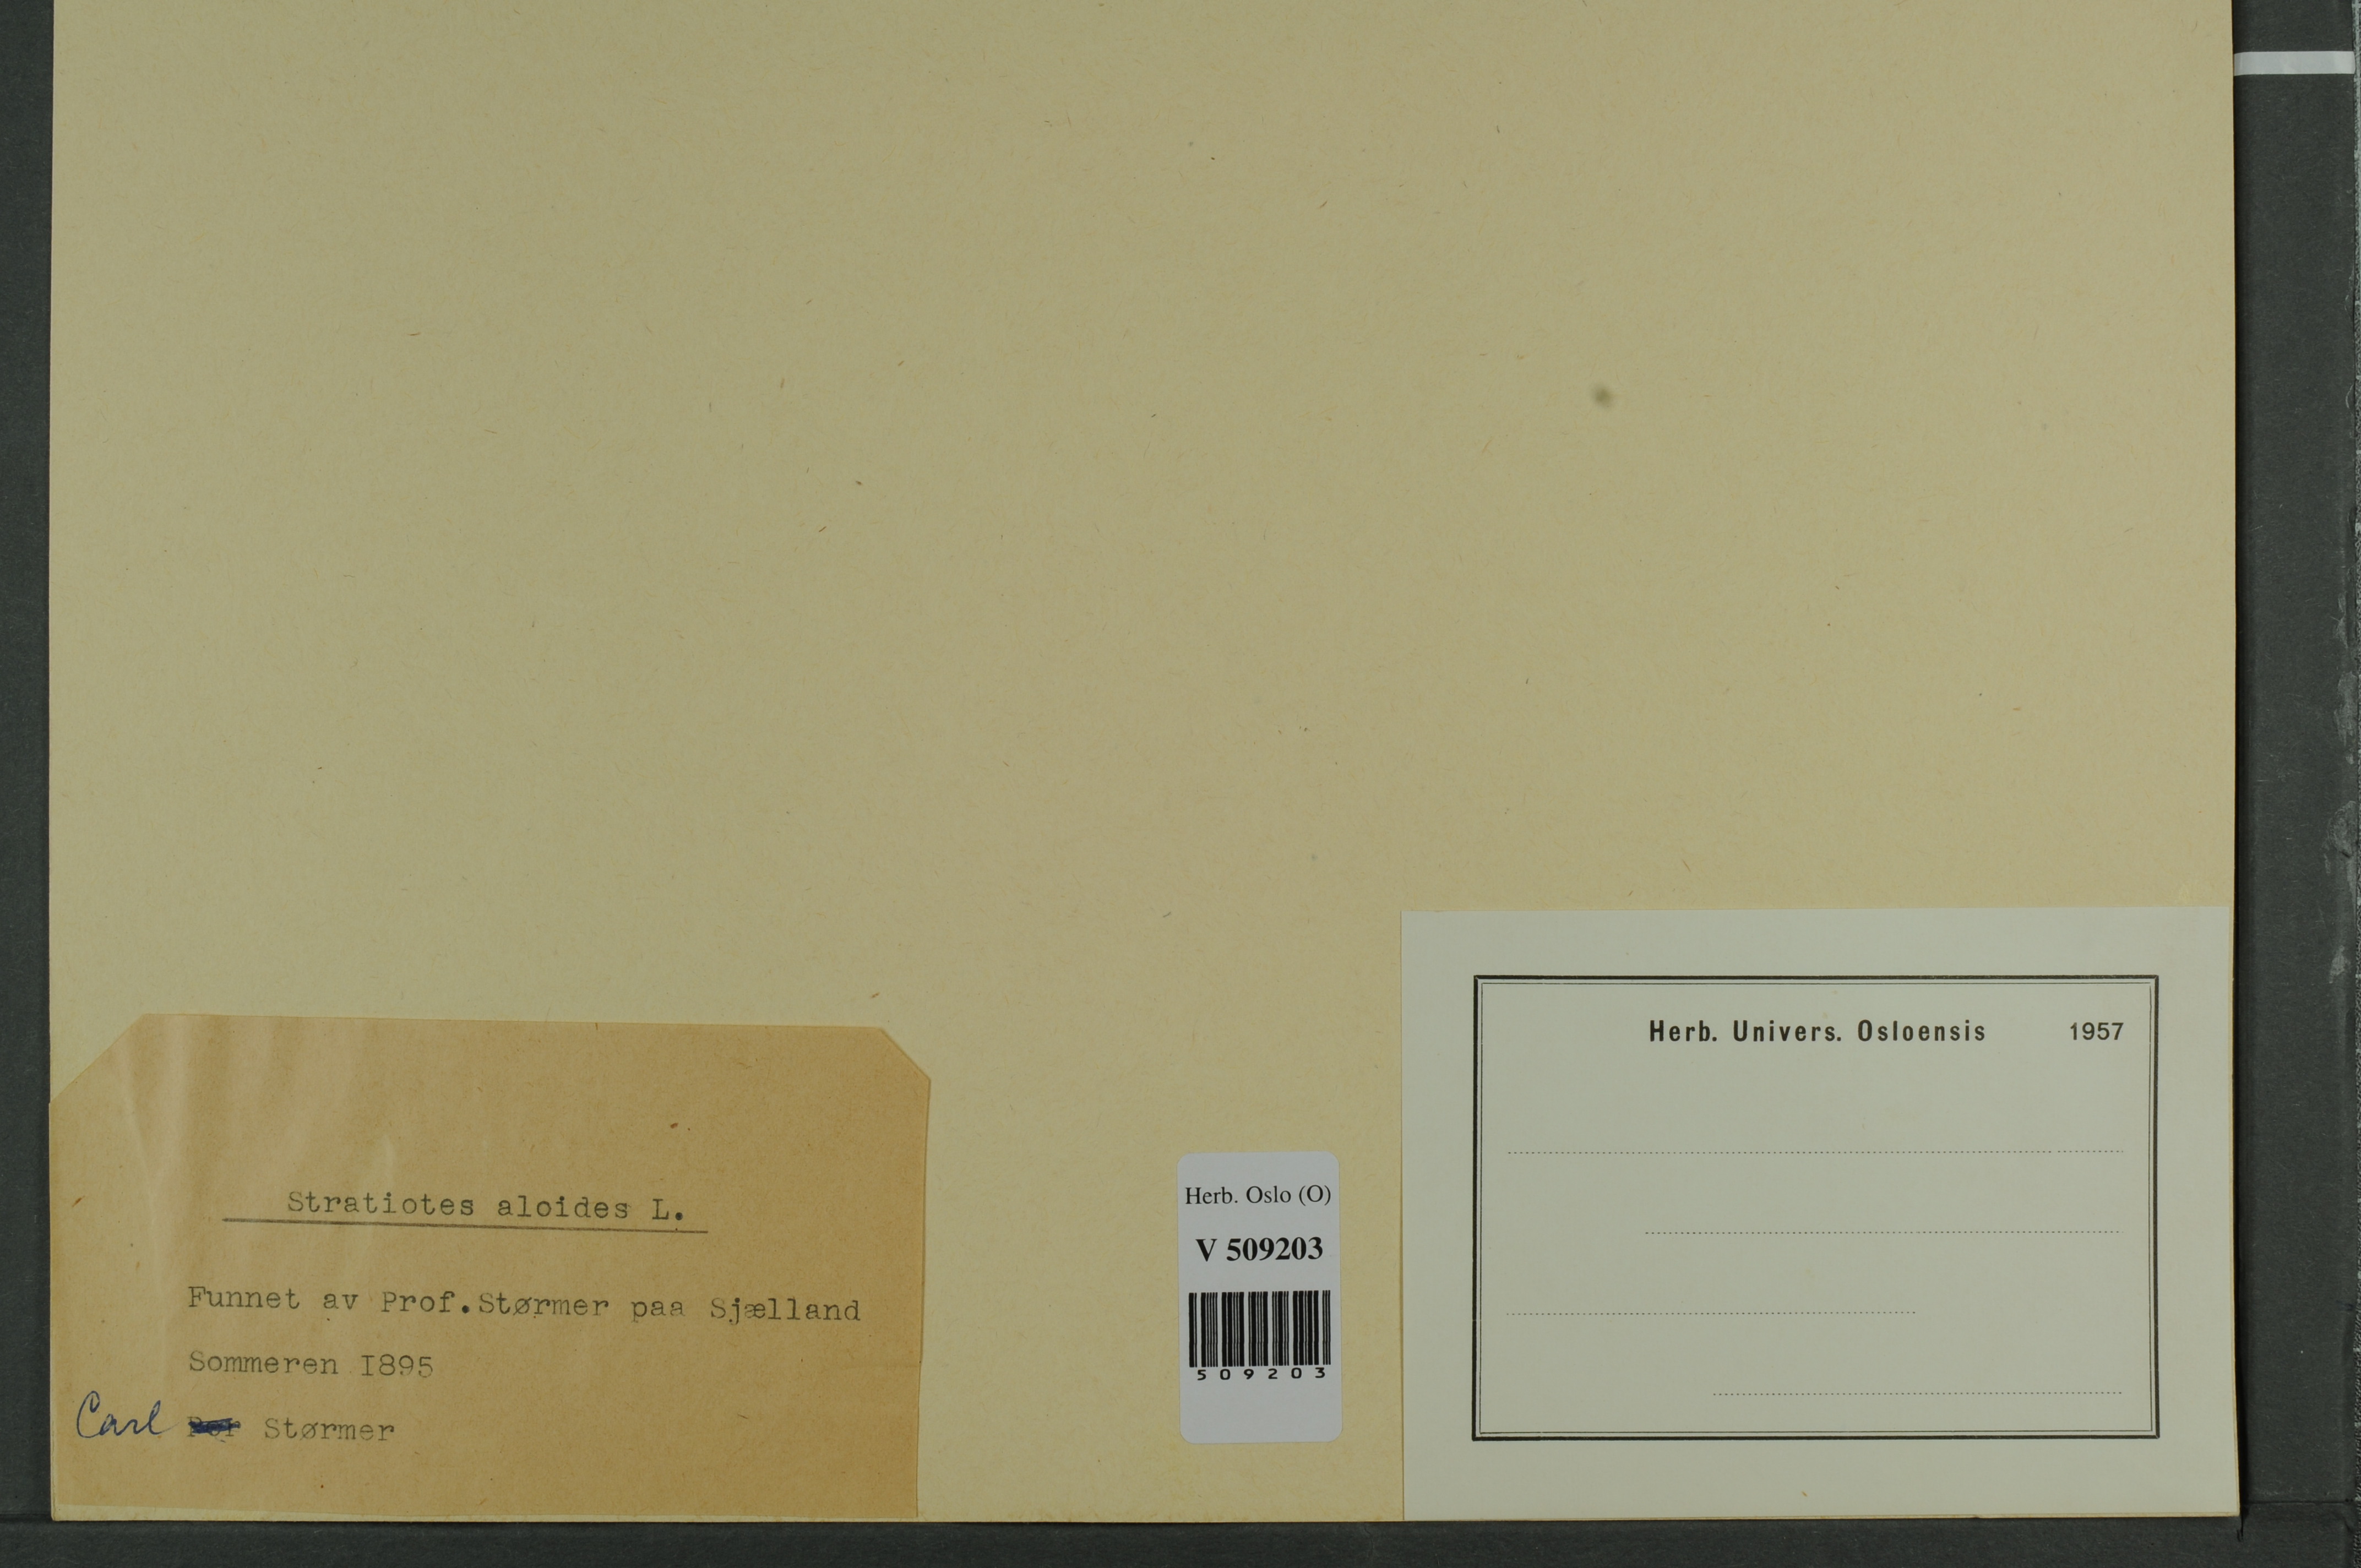 Stratiotes aloides L.
Funnet av Prof.Størmer paa Sjælland
Sommeren I895
Carl Størmer
Herb. Oslo (O)
V 509203
509203
Herb. Univers. Osloensis 1957